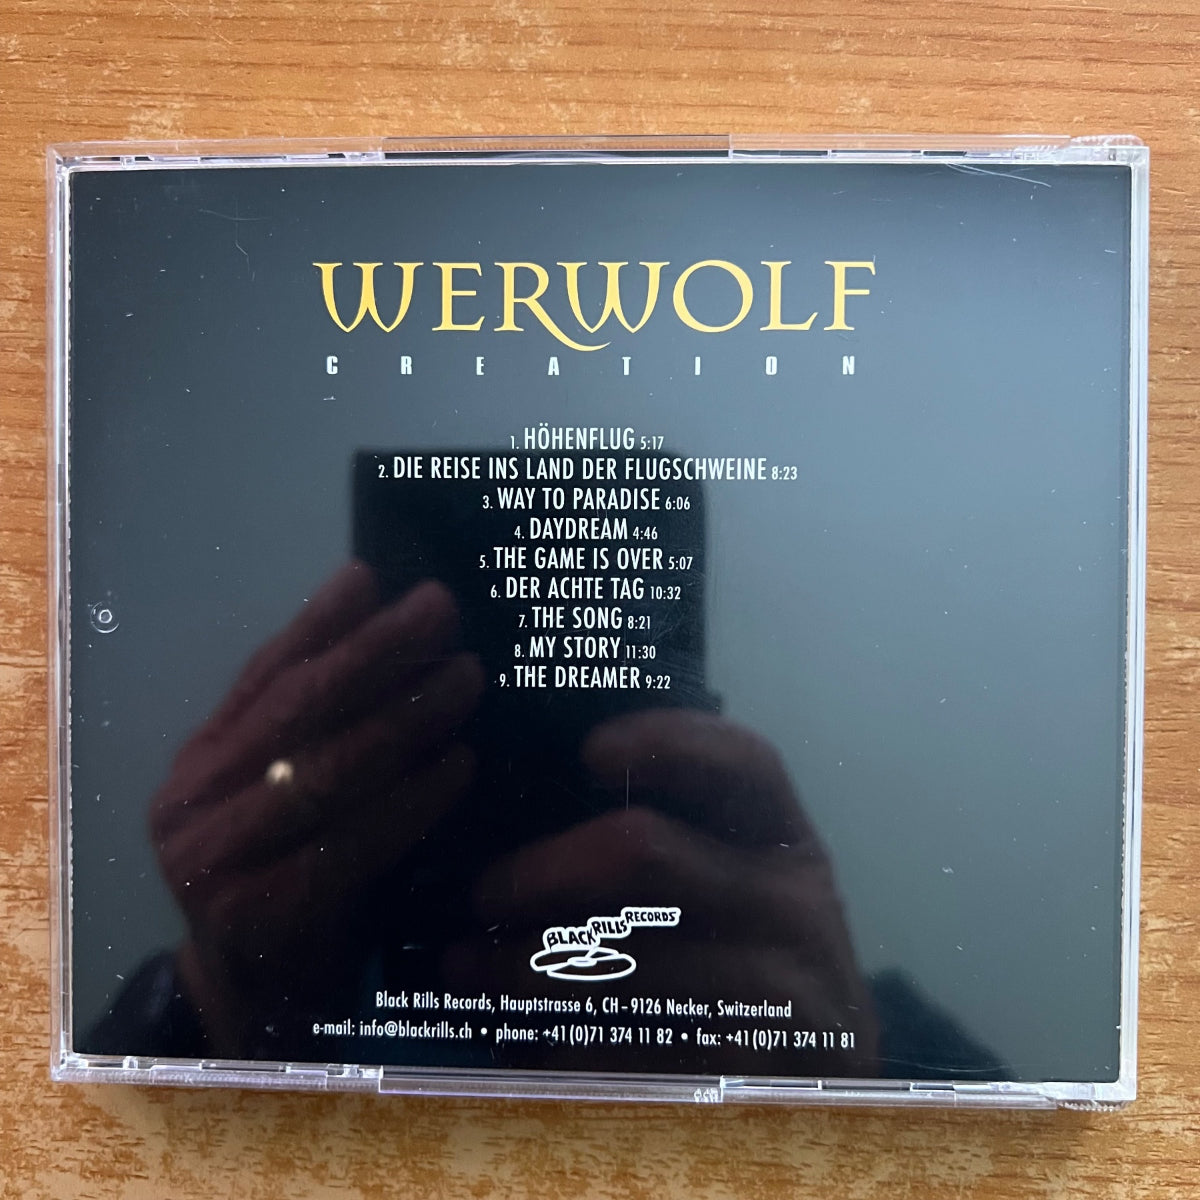 WERWOLF
CREATION
1. HÖHENFLUG 5:17
2. DIE REISE INS LAND DER FLUGSCHWEINE 8:23
3. WAY TO PARADISE 6:06
4. DAYDREAM 4:46
5. THE GAME IS OVER 5:07
6. DER ACHTE TAG 10:32
7. THE SONG 8:21
8. MY STORY 11:30
9. THE DREAMER 9:22
BLACK RILLS RECORDS
Black Rills Records, Hauptstrasse 6, CH – 9126 Necker, Switzerland
e-mail: info@blackrills.ch • phone: +41 (0)71 374 11 82 • fax: +41 (0)71 374 11 81